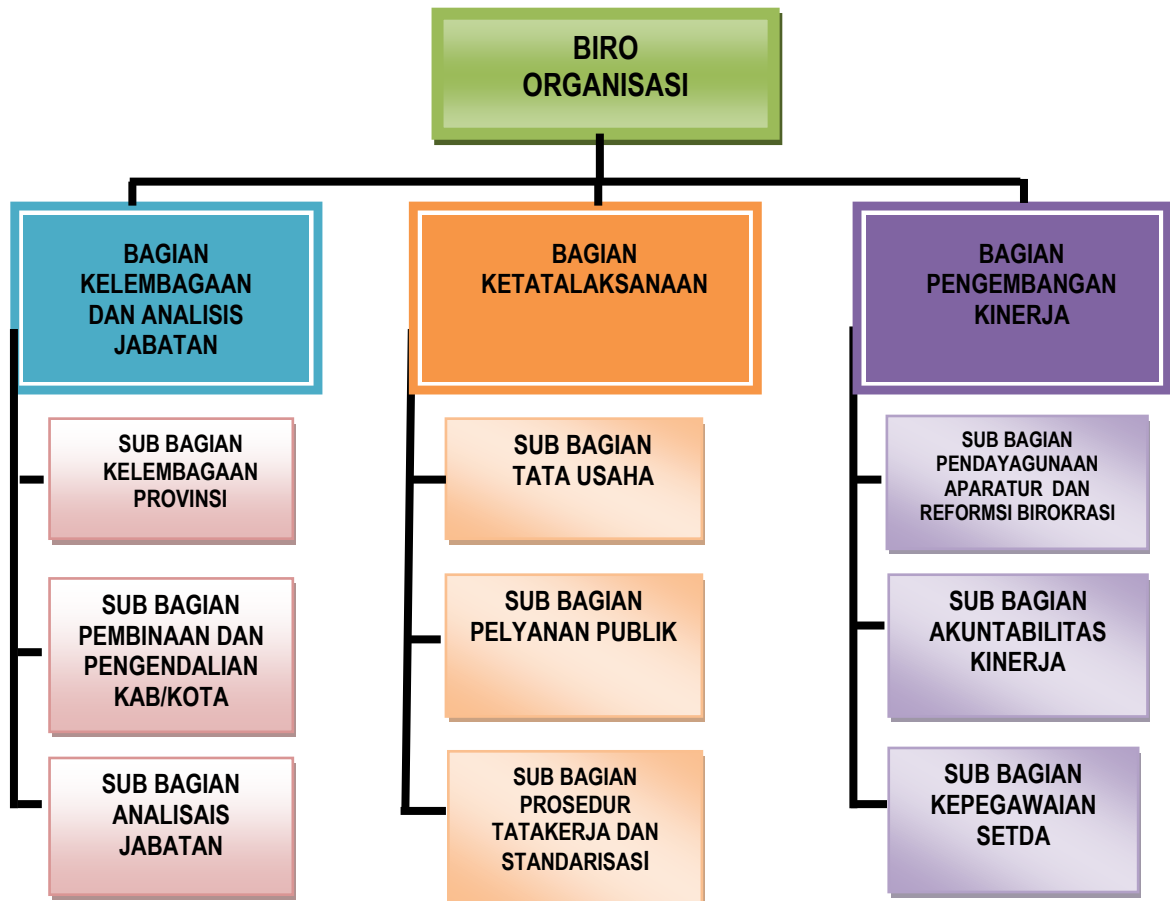 BIRO
ORGANISASI
BAGIAN
KELEMBAGAAN
DAN ANALISIS
JABATAN
SUB BAGIAN
KELEMBAGAAN
PROVINSI
SUB BAGIAN
PEMBINAAN DAN
PENGENDALIAN
KAB/KOTA
SUB BAGIAN
ANALISAIS
JABATAN
BAGIAN
KETATALAKSANAAN
SUB BAGIAN
TATA USAHA
SUB BAGIAN
PELYANAN PUBLIK
SUB BAGIAN
PROSEDUR
TATAKERJA DAN
STANDARISASI
BAGIAN
PENGEMBANGAN
KINERJA
SUB BAGIAN
PENDAYAGUNAAN
APARATUR DAN
REFORMSI BIROKRASI
SUB BAGIAN
AKUNTABILITAS
KINERJA
SUB BAGIAN
KEPEGAWAIAN
SETDA